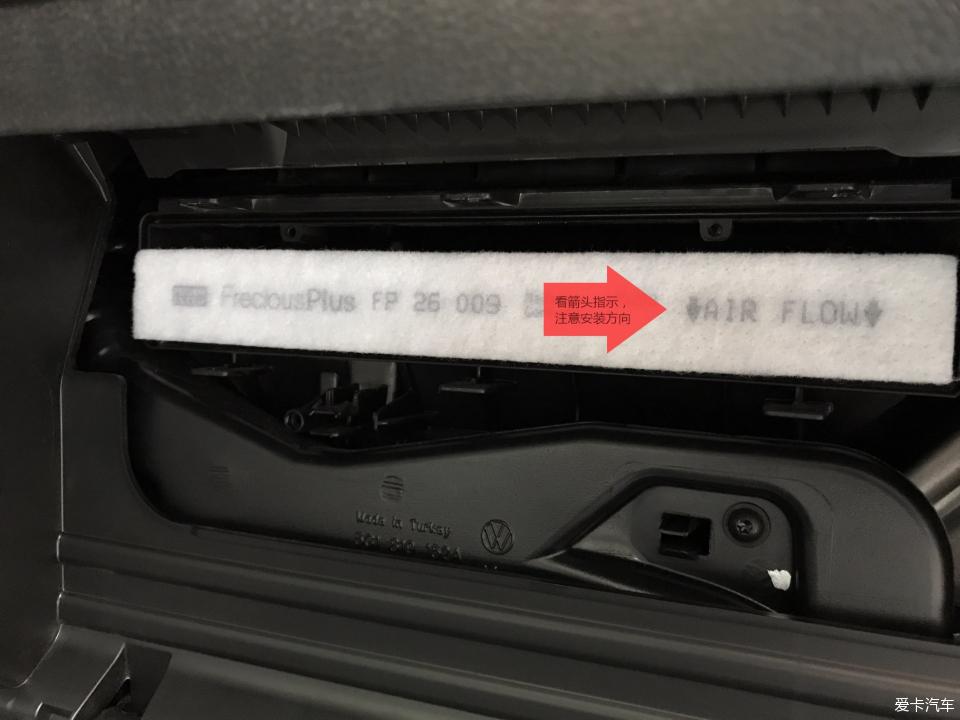 FreciousPlus FP 26 009
看箭头指示，
注意安装方向
AIR FLOW
Made in Turkey
爱卡汽车